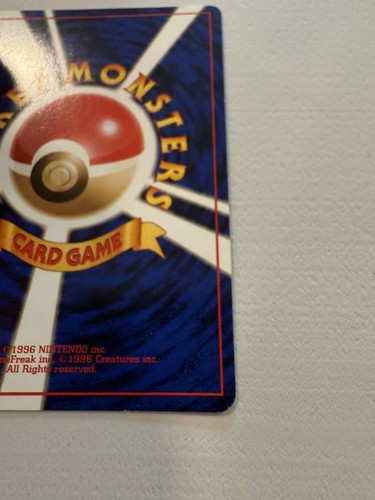 MONSTERS
CARD GAME
©1996 NINTENDO inc.
Freak inc. ©1996 Creatures inc.
All Rights reserved.